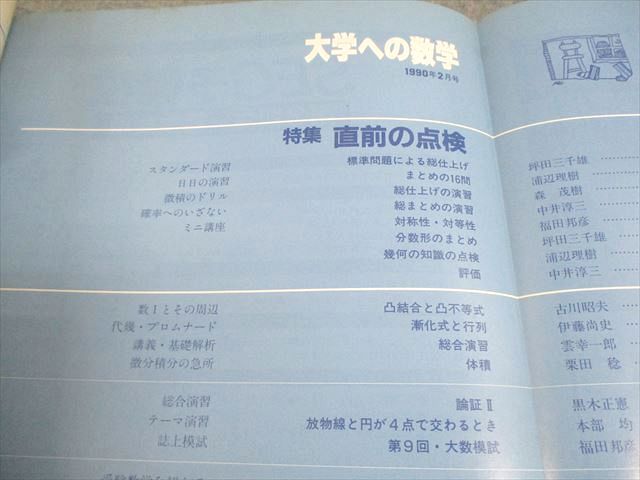 大学への数学
1990年2月号
特集 直前の点検
スタンダード演習 標準問題による総仕上げ 坪田三千雄
日日の演習 まとめの16問 浦辺理樹
微積のドリル 総仕上げの演習 森 茂樹
確率へのいざない 総まとめの演習 中井淳三
ミニ講座 対称性・対等性 福田邦彦
分数形のまとめ 坪田三千雄
幾何の知識の点検 浦辺理樹
評価 中井淳三
数Ⅰとその周辺 凸結合と凸不等式 古川昭夫
代幾・プロムナード 漸化式と行列 伊藤尚史
講義・基礎解析 総合演習 雲幸一郎
微分積分の急所 体積 栗田 稔
総合演習 論証Ⅱ 黒木正憲
テーマ演習 放物線と円が4点で交わるとき 本部 均
誌上模試 第9回・大数模試 福田邦彦